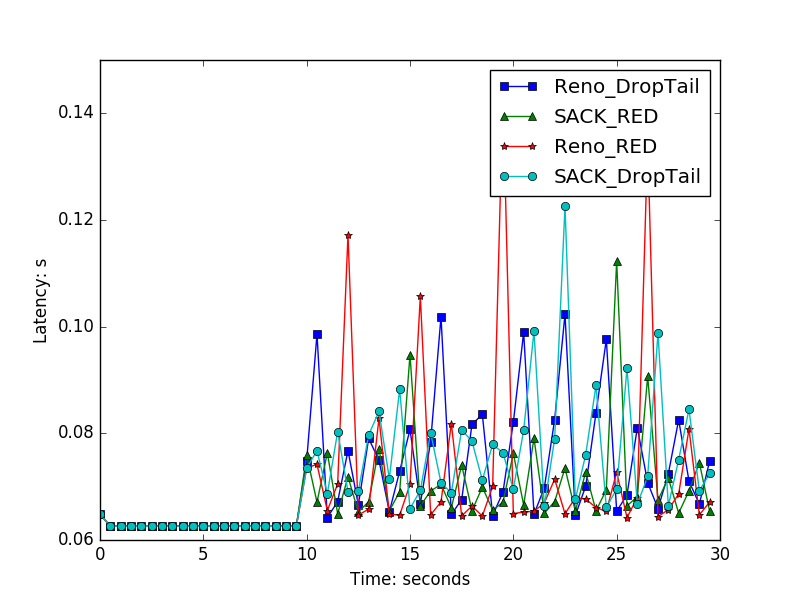 0.14
0.12
0.10
0.08
0.06
Latency: s
Reno_DropTail
SACK_RED
Reno_RED
SACK_DropTail
0 5 10 15 20 25 30
Time: seconds